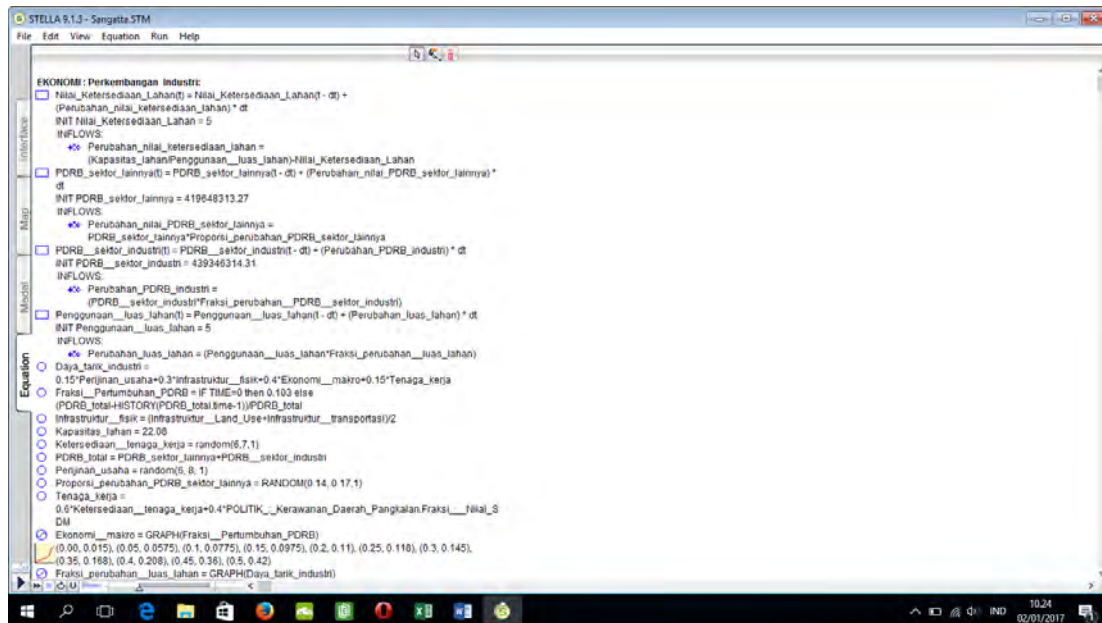 STELLA 9.1.3 - Sangatta.STM
File Edit View Equation Run Help
EKONOMI : Perkembangan Industri:
Nilai_Ketersediaan_Lahan(t) = Nilai_Ketersediaan_Lahan(t - dt) +
(Perubahan_nilai_ketersediaan_lahan) * dt
INIT Nilai_Ketersediaan_Lahan = 5
INFLOWS:
Perubahan_nilai_ketersediaan_lahan =
(Kapasitas_lahan/Penggunaan__luas_lahan)-Nilai_Ketersediaan_Lahan
PDRB_sektor_lainnya(t) = PDRB_sektor_lainnya(t - dt) + (Perubahan_nilai_PDRB_sektor_lainnya) *
dt
INIT PDRB_sektor_lainnya = 419648313.27
INFLOWS:
Perubahan_nilai_PDRB_sektor_lainnya =
PDRB_sektor_lainnya*Proporsi_perubahan_PDRB_sektor_lainnya
PDRB__sektor_industri(t) = PDRB__sektor_industri(t - dt) + (Perubahan_PDRB_industri) * dt
INIT PDRB__sektor_industri = 439346314.31
INFLOWS:
Perubahan_PDRB_industri =
(PDRB__sektor_industri*Fraksi_perubahan__PDRB__sektor_industri)
Penggunaan__luas_lahan(t) = Penggunaan__luas_lahan(t - dt) + (Perubahan_luas_lahan) * dt
INIT Penggunaan__luas_lahan = 5
INFLOWS:
Perubahan_luas_lahan = (Penggunaan__luas_lahan*Fraksi_perubahan__luas_lahan)
Daya_tarik_industri =
0.15*Perijinan_usaha+0.3*Infrastruktur__fisik+0.4*Ekonomi__makro+0.15*Tenaga_kerja
Fraksi__Pertumbuhan_PDRB = IF TIME=0 then 0.103 else
(PDRB_total-HISTORY(PDRB_total,time-1))/PDRB_total
Infrastruktur__fisik = (Infrastruktur__Land_Use+Infrastruktur__transportasi)/2
Kapasitas_lahan = 22.08
Ketersediaan__tenaga_kerja = random(6,7,1)
PDRB_total = PDRB_sektor_lainnya+PDRB__sektor_industri
Perijinan_usaha = random(6, 8, 1)
Proporsi_perubahan_PDRB_sektor_lainnya = RANDOM(0.14, 0.17,1)
Tenaga_kerja =
0.6*Ketersediaan__tenaga_kerja+0.4*POLITIK_:_Kerawanan_Daerah_Pangkalan.Fraksi___Nilai_S
DM
Ekonomi__makro = GRAPH(Fraksi__Pertumbuhan_PDRB)
(0.00, 0.015), (0.05, 0.0575), (0.1, 0.0775), (0.15, 0.0975), (0.2, 0.11), (0.25, 0.118), (0.3, 0.145),
(0.35, 0.168), (0.4, 0.208), (0.45, 0.36), (0.5, 0.42)
Fraksi_perubahan__luas_lahan = GRAPH(Daya_tarik_industri)
Interface
Map
Model
Equation
IND
10.24
02/01/2017